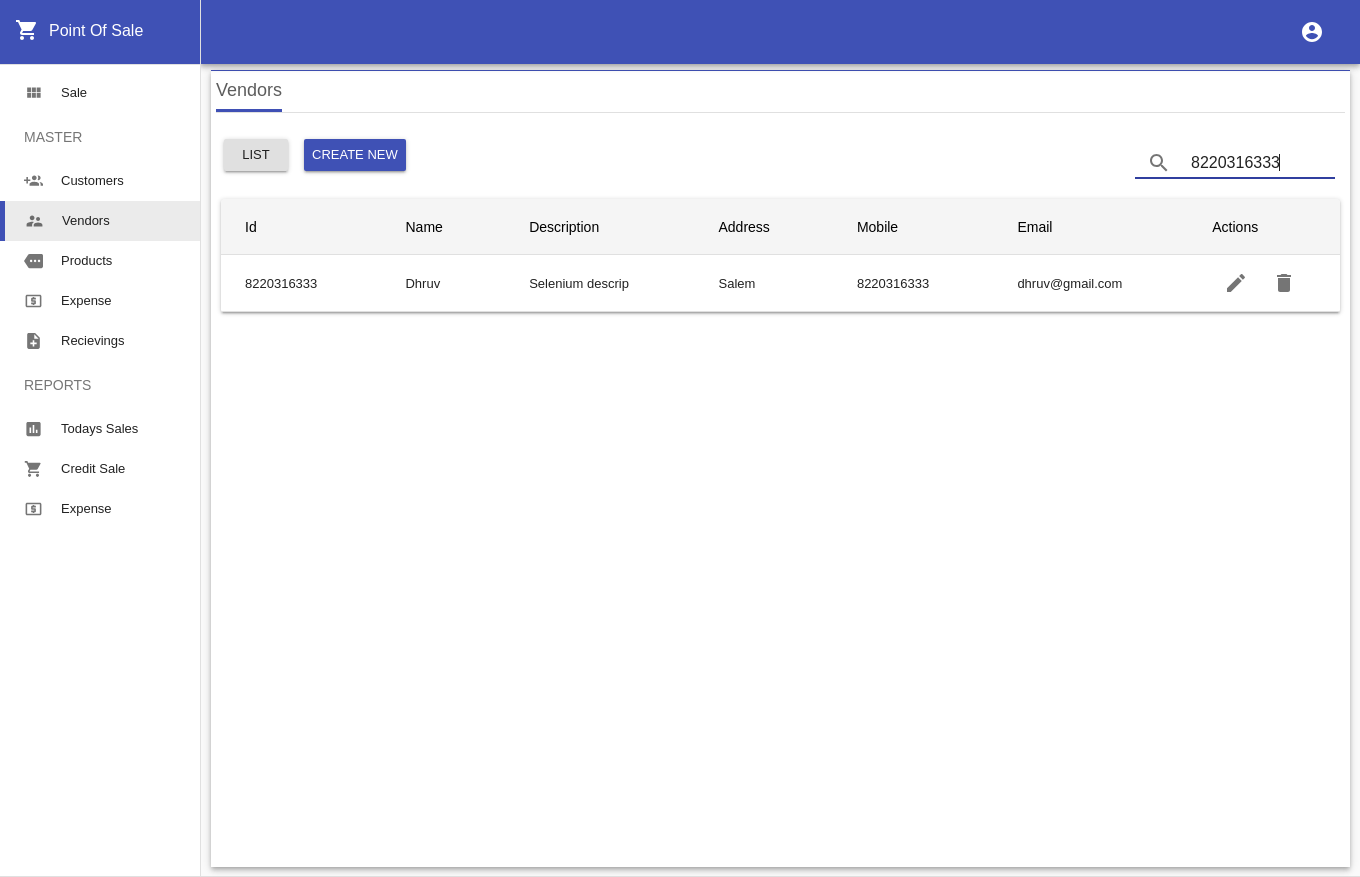 Point Of Sale
Sale
MASTER
Customers
Vendors
Products
Expense
Recievings
REPORTS
Todays Sales
Credit Sale
Expense
Vendors
LIST CREATE NEW 8220316333
Id Name Description Address Mobile Email Actions
8220316333 Dhruv Selenium descrip Salem 8220316333 dhruv@gmail.com